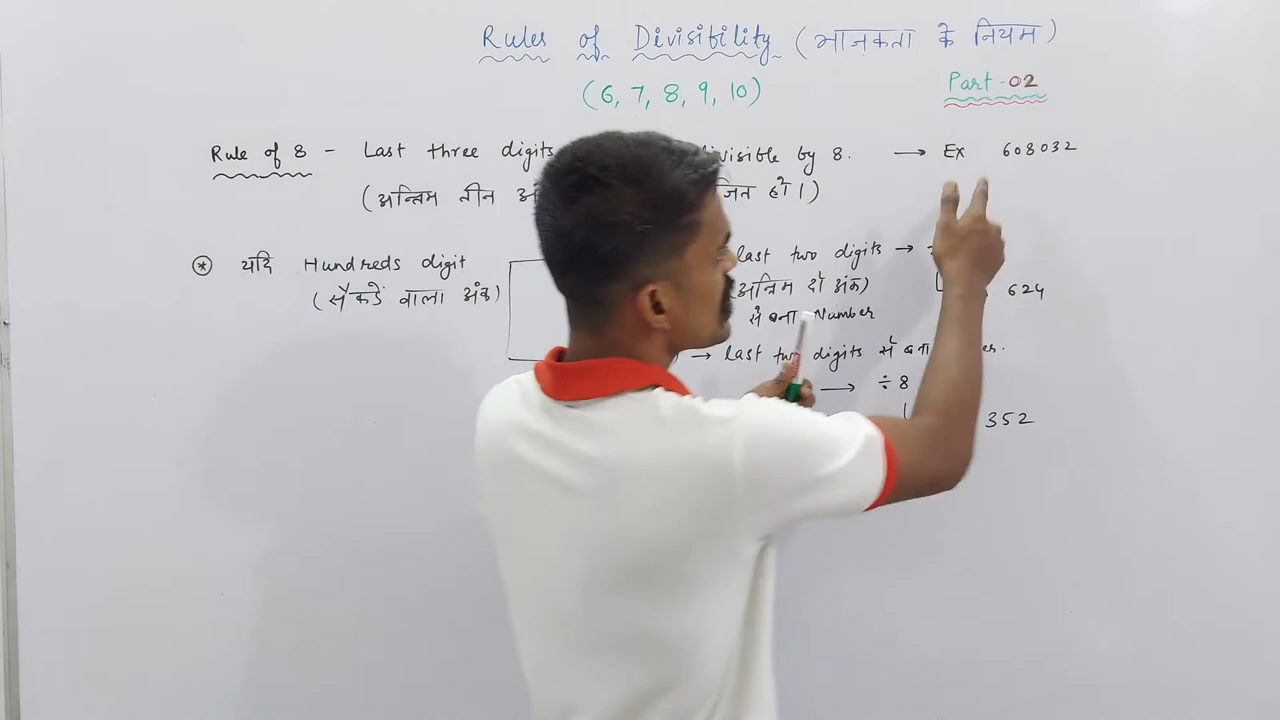 Rules of Divisibility (भाजकता के नियम)
(6, 7, 8, 9, 10)
Part-02
Rule of 8 - Last three digits by 8. → Ex 608032
(अन्तिम तीन हो।)
⊛ यदि Hundreds digit last two digits →
(सैकडे वाला अंक) (अन्तिम दो अंक) 624
से बना Number
→ last two digits से बना
→ ÷8
352